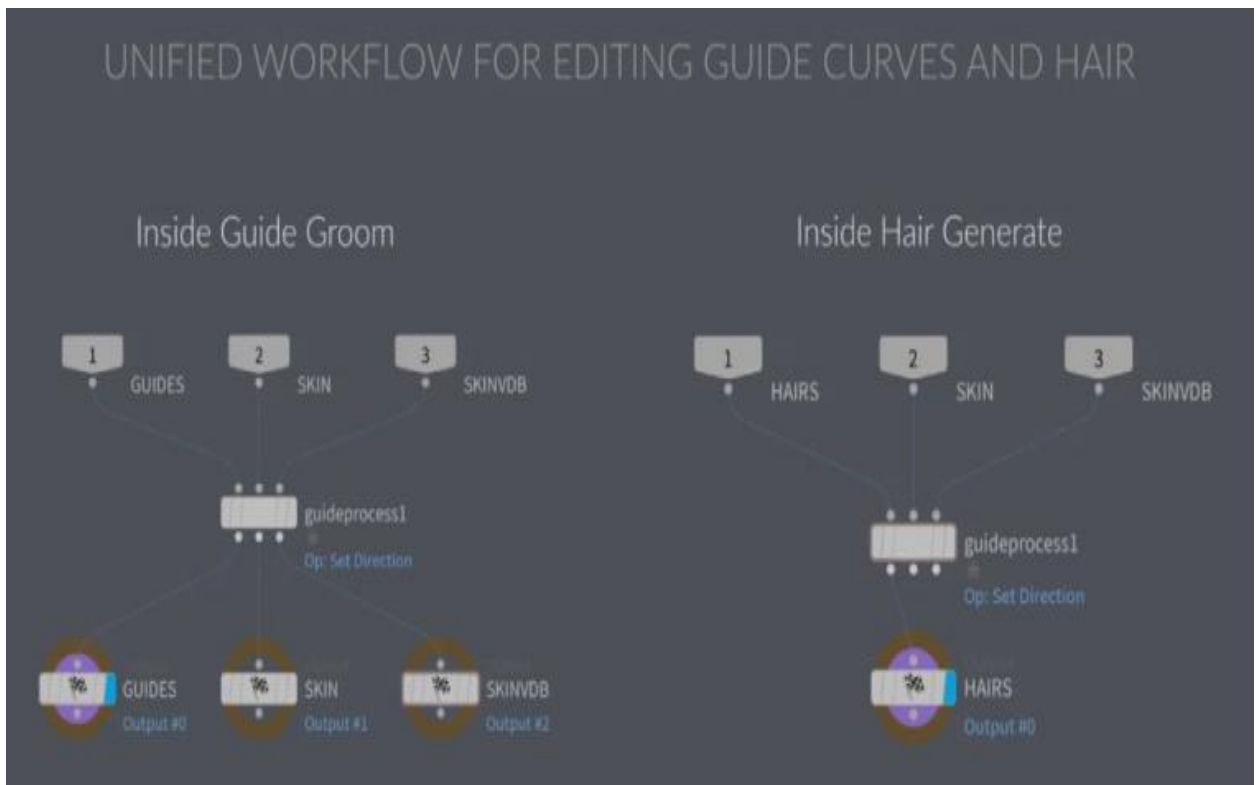 UNIFIED WORKFLOW FOR EDITING GUIDE CURVES AND HAIR
Inside Guide Groom
1
GUIDES
2
SKIN
3
SKINVDB
guideprocess1
Op: Set Direction
GUIDES
Output #0
SKIN
Output #1
SKINVDB
Output #2
Inside Hair Generate
1
HAIRS
2
SKIN
3
SKINVDB
guideprocess1
Op: Set Direction
HAIRS
Output #0